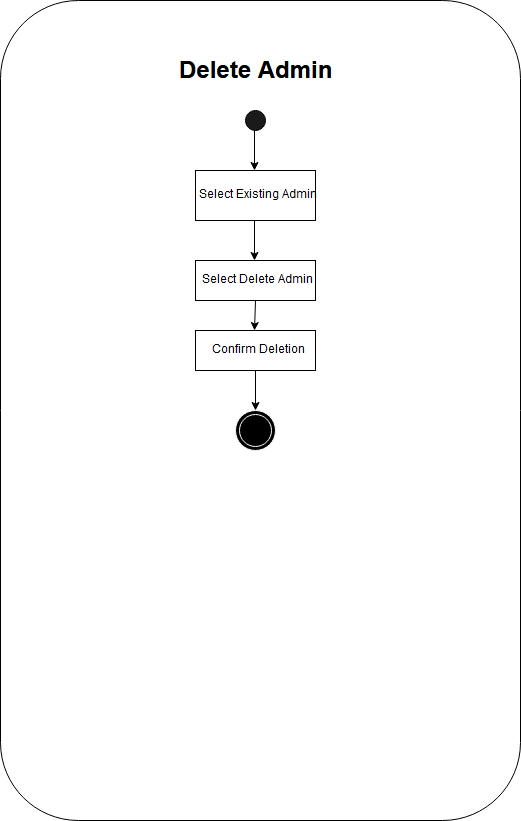 Delete Admin
Select Existing Admin
Select Delete Admin
Confirm Deletion